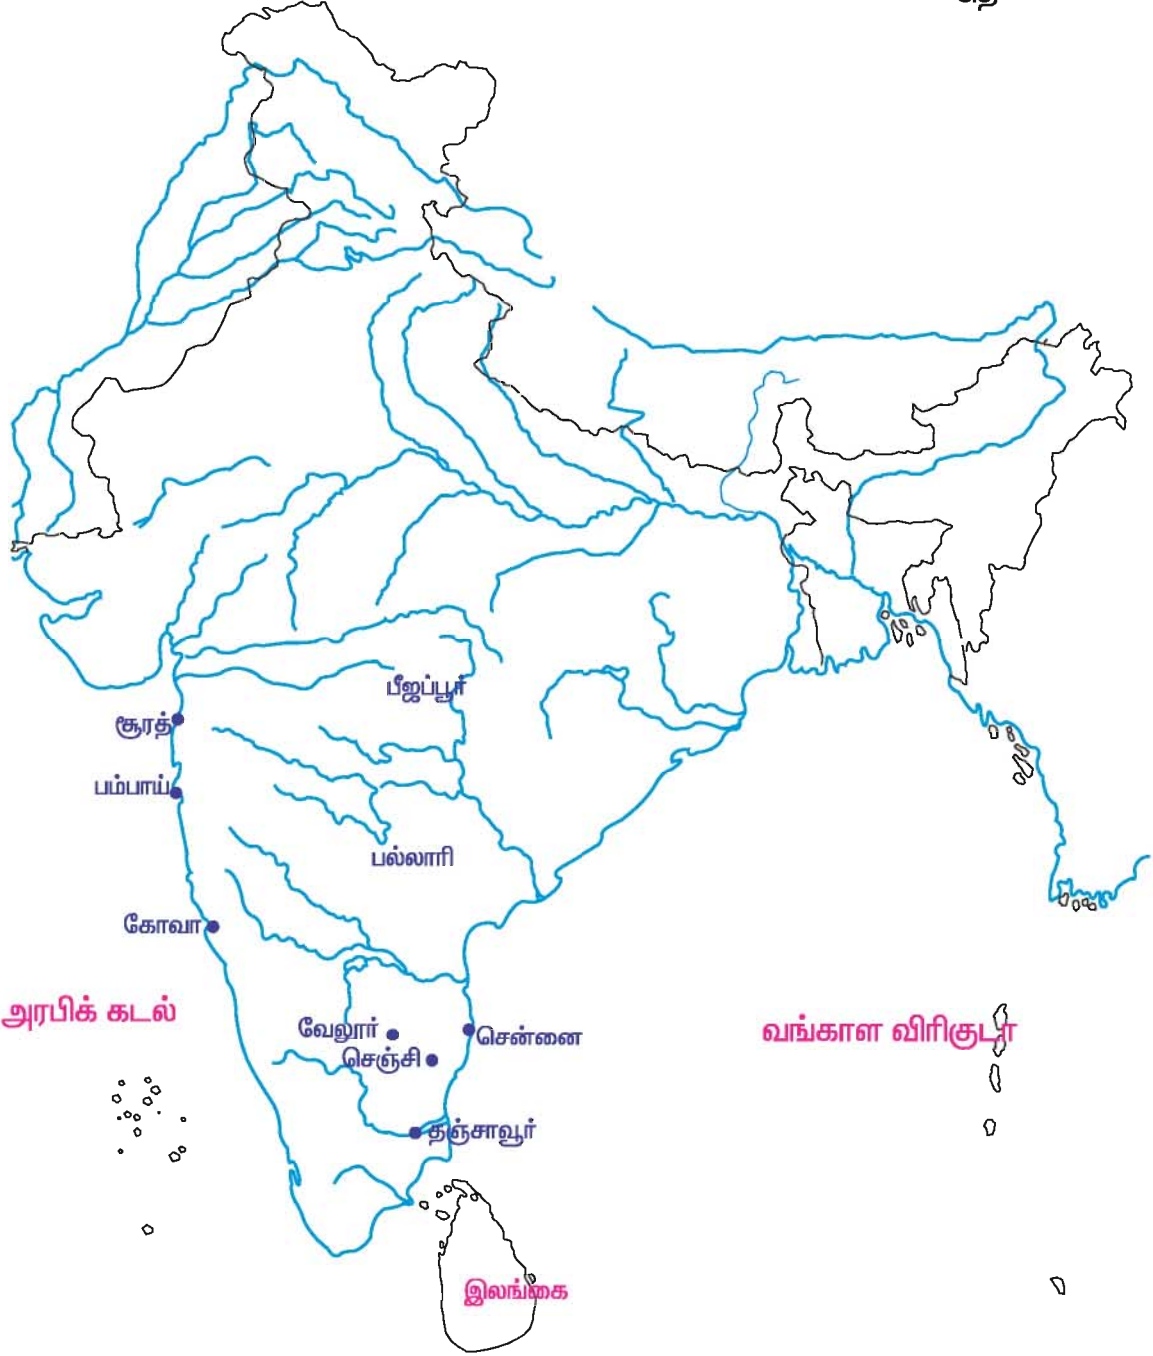 பீஜப்பூர்
சூரத்
பம்பாய்
பல்லாரி
கோவா
அரபிக் கடல்
வேலூர்
சென்னை
வங்காள விரிகுடா
செஞ்சி
தஞ்சாவூர்
இலங்கை